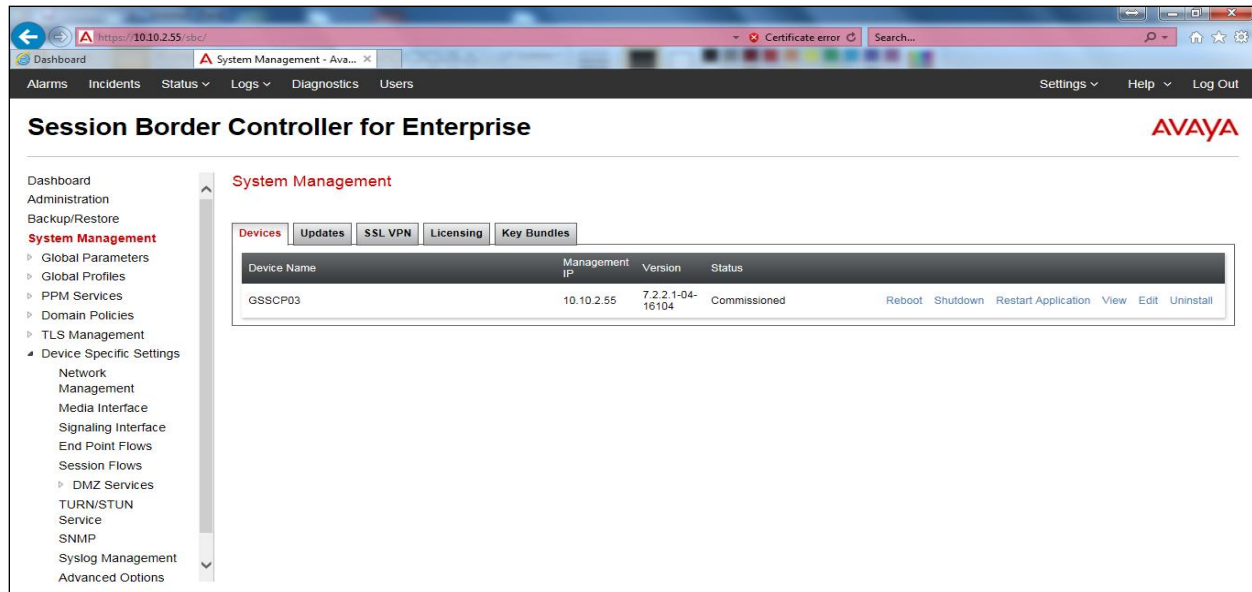 https://10.10.2.55/sbc/
Certificate error
Search...
Dashboard
System Management - Ava...
Alarms Incidents Status Logs Diagnostics Users Settings Help Log Out
Session Border Controller for Enterprise
AVAYA
Dashboard
Administration
Backup/Restore
System Management
Global Parameters
Global Profiles
PPM Services
Domain Policies
TLS Management
Device Specific Settings
Network
Management
Media Interface
Signaling Interface
End Point Flows
Session Flows
DMZ Services
TURN/STUN
Service
SNMP
Syslog Management
Advanced Options
System Management
Devices Updates SSL VPN Licensing Key Bundles
Device Name Management IP Version Status
GSSCP03 10.10.2.55 7.2.2.1-04-16104 Commissioned Reboot Shutdown Restart Application View Edit Uninstall